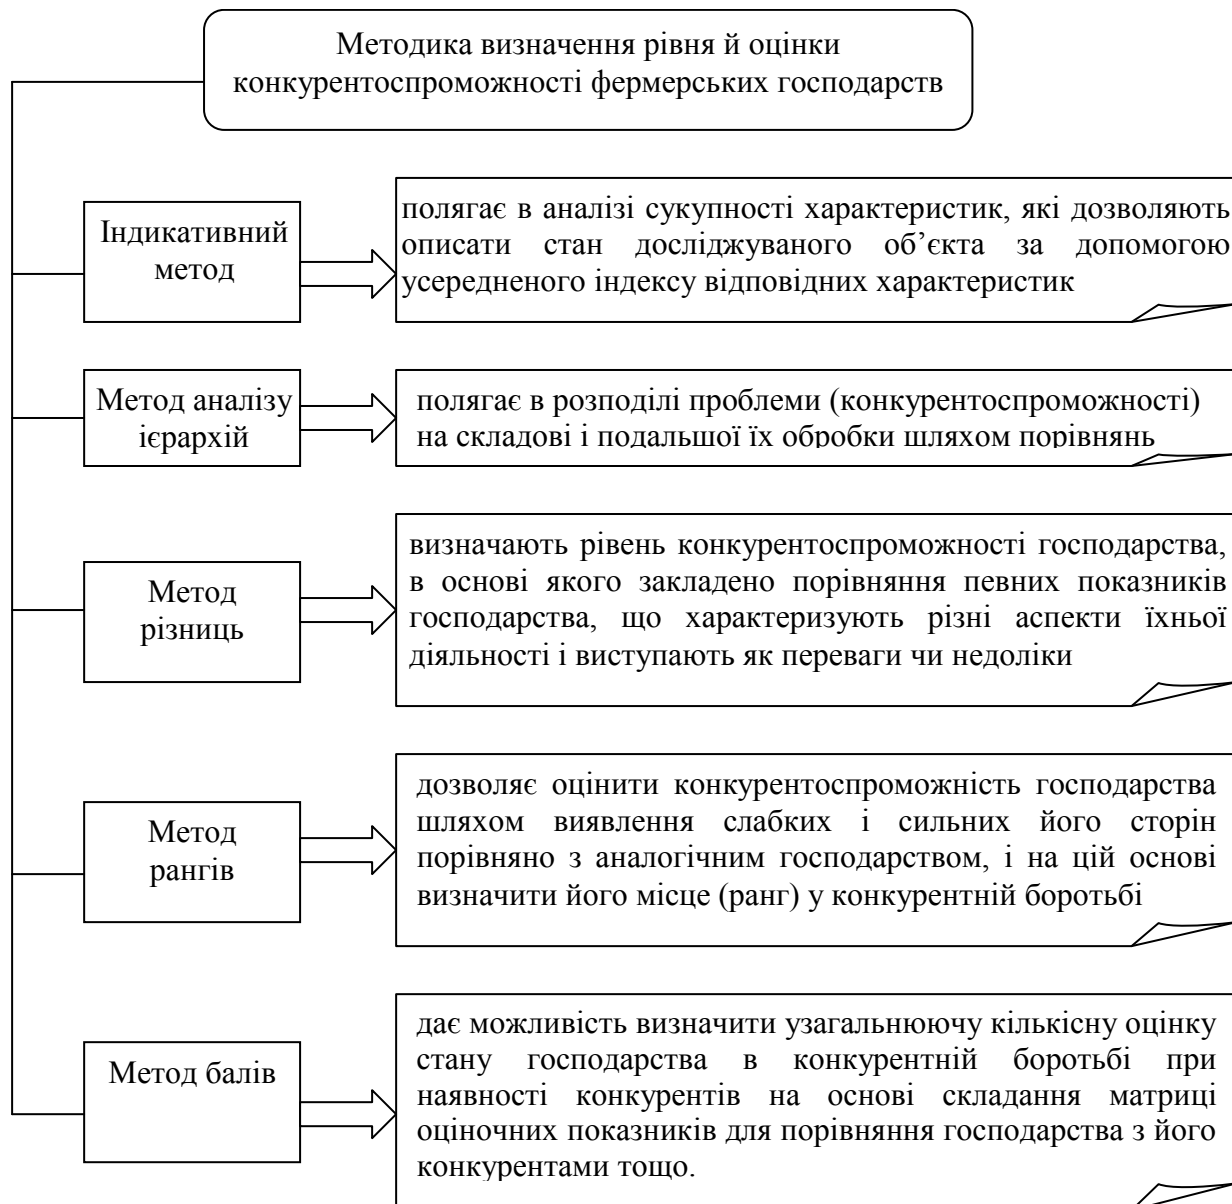 Методика визначення рівня й оцінки
конкурентоспроможності фермерських господарств
Індикативний
метод
полягає в аналізі сукупності характеристик, які дозволяють
описати стан досліджуваного об’єкта за допомогою
усередненого індексу відповідних характеристик
Метод аналізу
ієрархій
полягає в розподілі проблеми (конкурентоспроможності)
на складові і подальшої їх обробки шляхом порівнянь
Метод
різниць
визначають рівень конкурентоспроможності господарства,
в основі якого закладено порівняння певних показників
господарства, що характеризують різні аспекти їхньої
діяльності і виступають як переваги чи недоліки
Метод
рангів
дозволяє оцінити конкурентоспроможність господарства
шляхом виявлення слабких і сильних його сторін
порівняно з аналогічним господарством, і на цій основі
визначити його місце (ранг) у конкурентній боротьбі
Метод балів
дає можливість визначити узагальнюючу кількісну оцінку
стану господарства в конкурентній боротьбі при
наявності конкурентів на основі складання матриці
оціночних показників для порівняння господарства з його
конкурентами тощо.